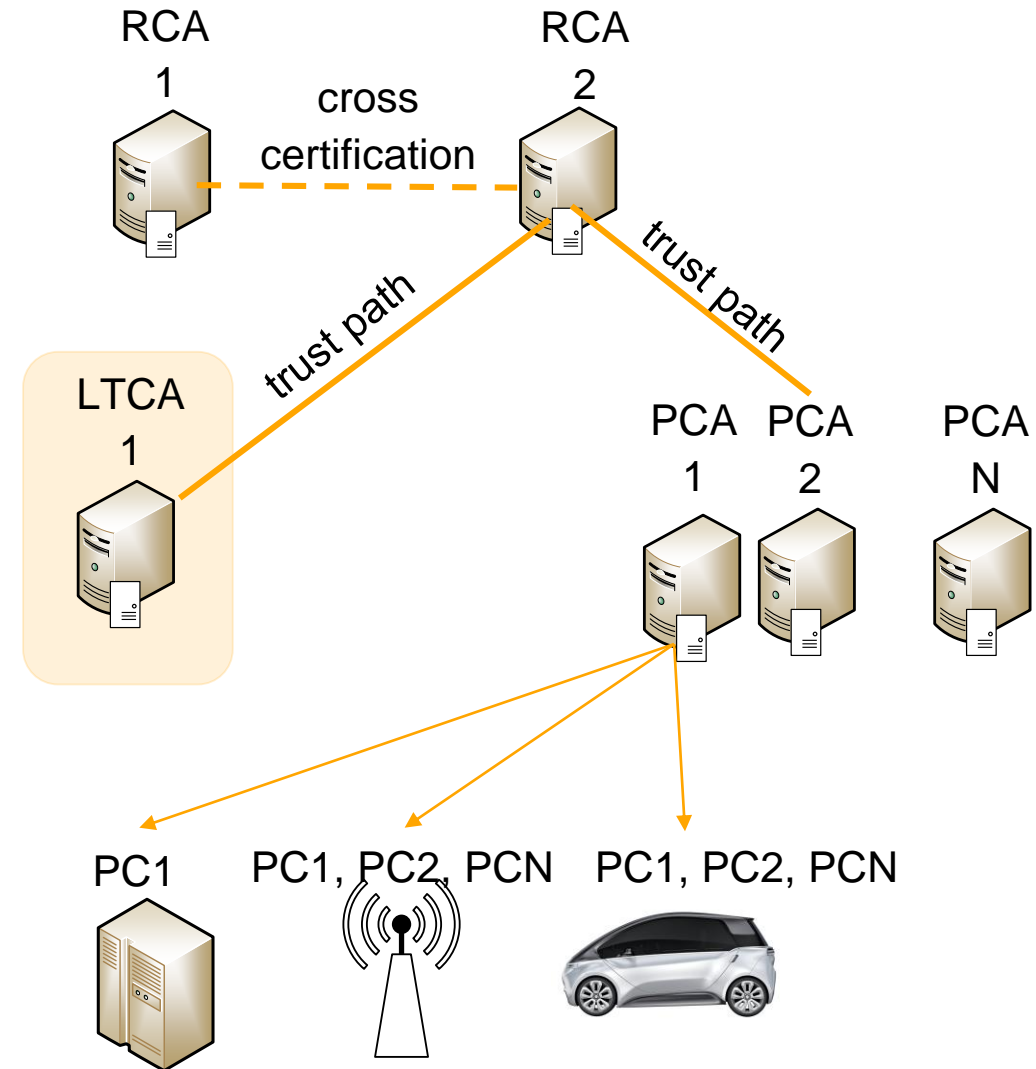 RCA
1
RCA
2
cross
certification
trust path
trust path
LTCA
1
PCA
1
PCA
2
PCA
N
PC1
PC1, PC2, PCN
PC1, PC2, PCN